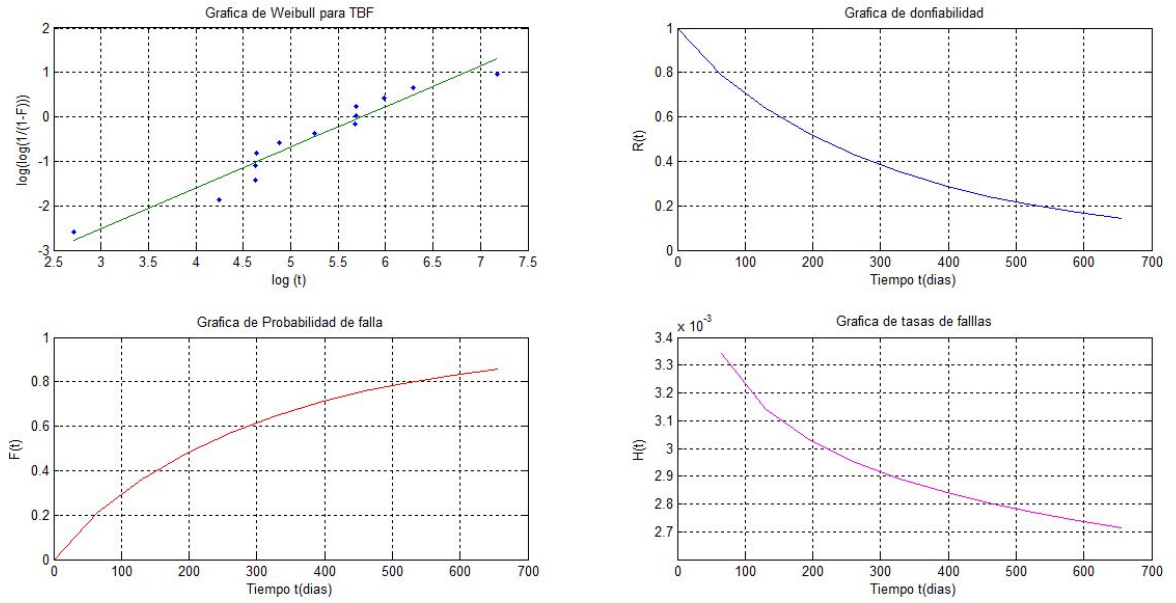 Grafica de Weibull para TBF
2
1
0
-1
-2
-3
log(log(1/(1-F)))
2.5 3 3.5 4 4.5 5 5.5 6 6.5 7 7.5
log (t)
Grafica de donfiabilidad
1
0.8
0.6
0.4
0.2
0
R(t)
0 100 200 300 400 500 600 700
Tiempo t(dias)
Grafica de Probabilidad de falla
1
0.8
0.6
0.4
0.2
0
F(t)
0 100 200 300 400 500 600 700
Tiempo t(dias)
Grafica de tasas de falllas
x 10^-3
3.4
3.3
3.2
3.1
3
2.9
2.8
2.7
H(t)
0 100 200 300 400 500 600 700
Tiempo t(dias)